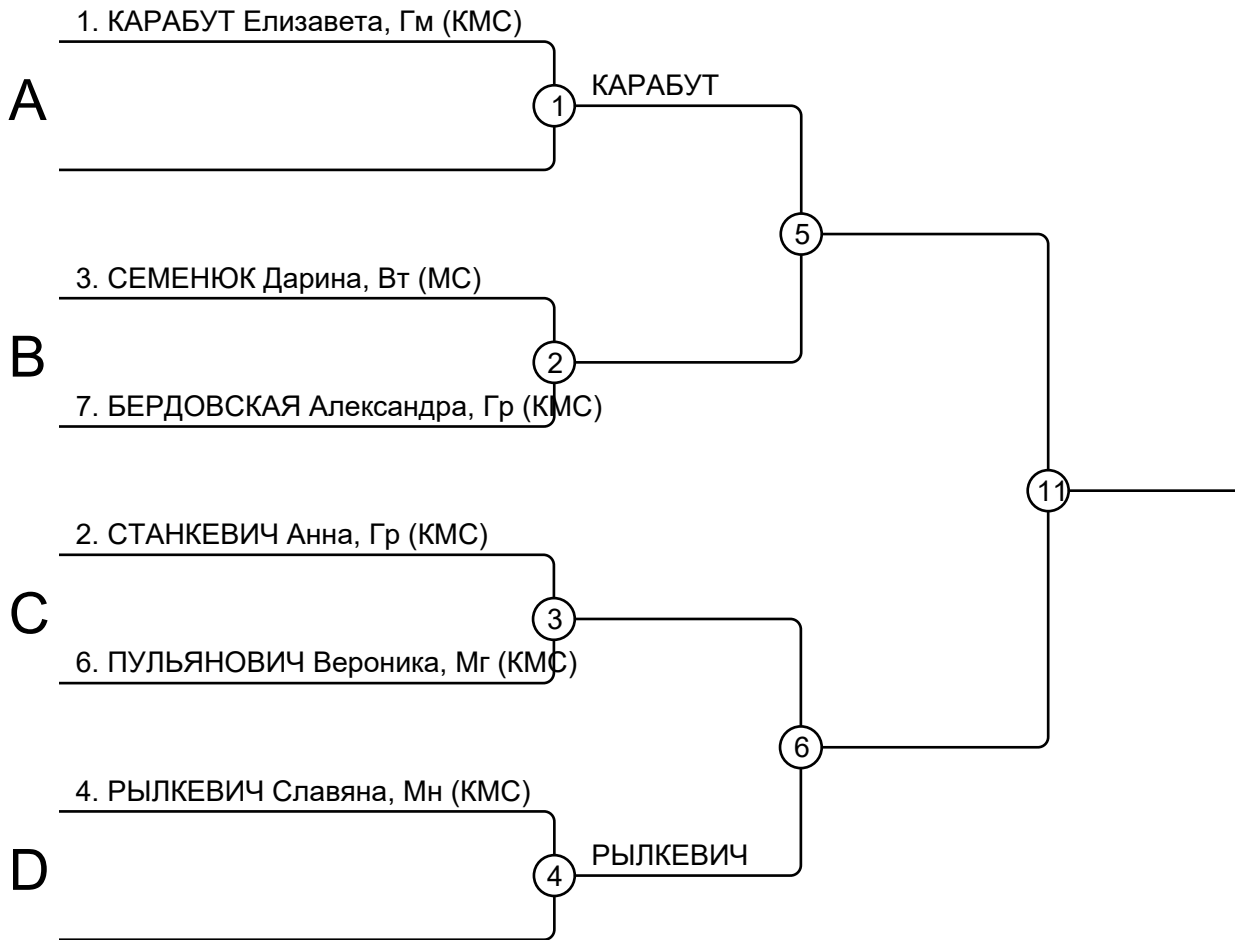 1. КАРАБУТ Елизавета, Гм (КМС)
A
1
КАРАБУТ
5
3. СЕМЕНЮК Дарина, Вт (МС)
B
2
7. БЕРДОВСКАЯ Александра, Гр (КМС)
11
2. СТАНКЕВИЧ Анна, Гр (КМС)
C
3
6. ПУЛЬЯНОВИЧ Вероника, Мг (КМС)
6
4. РЫЛКЕВИЧ Славяна, Мн (КМС)
D
4
РЫЛКЕВИЧ